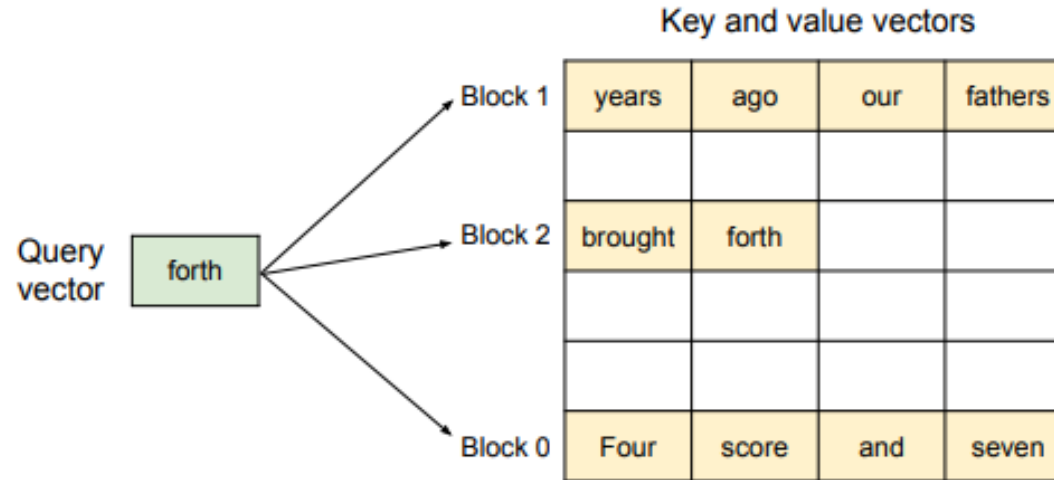 Key and value vectors
Block 1 years ago our fathers
Query
vector
forth
Block 2 brought forth
Block 0 Four score and seven